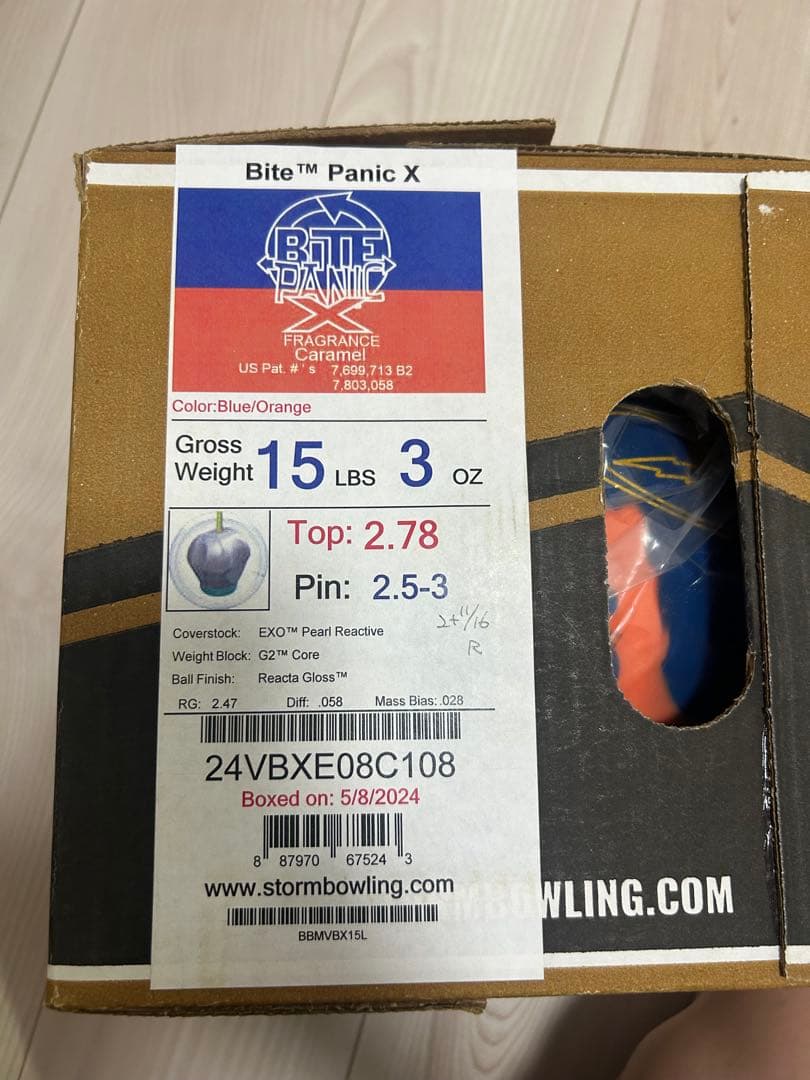 Bite™ Panic X
BiTE
PANIC
X
FRAGRANCE
Caramel
US Pat. #'s 7,699,713 B2
7,803,058
Color:Blue/Orange
Gross Weight 15 LBS 3 OZ
Top: 2.78
Pin: 2.5-3
2+11/16
R
Coverstock: EXO™ Pearl Reactive
Weight Block: G2™ Core
Ball Finish: Reacta Gloss™
RG: 2.47 Diff: .058 Mass Bias: .028
24VBXE08C108
Boxed on: 5/8/2024
8 87970 67524 3
www.stormbowling.com
BBMVBX15L
MBOWLING.COM